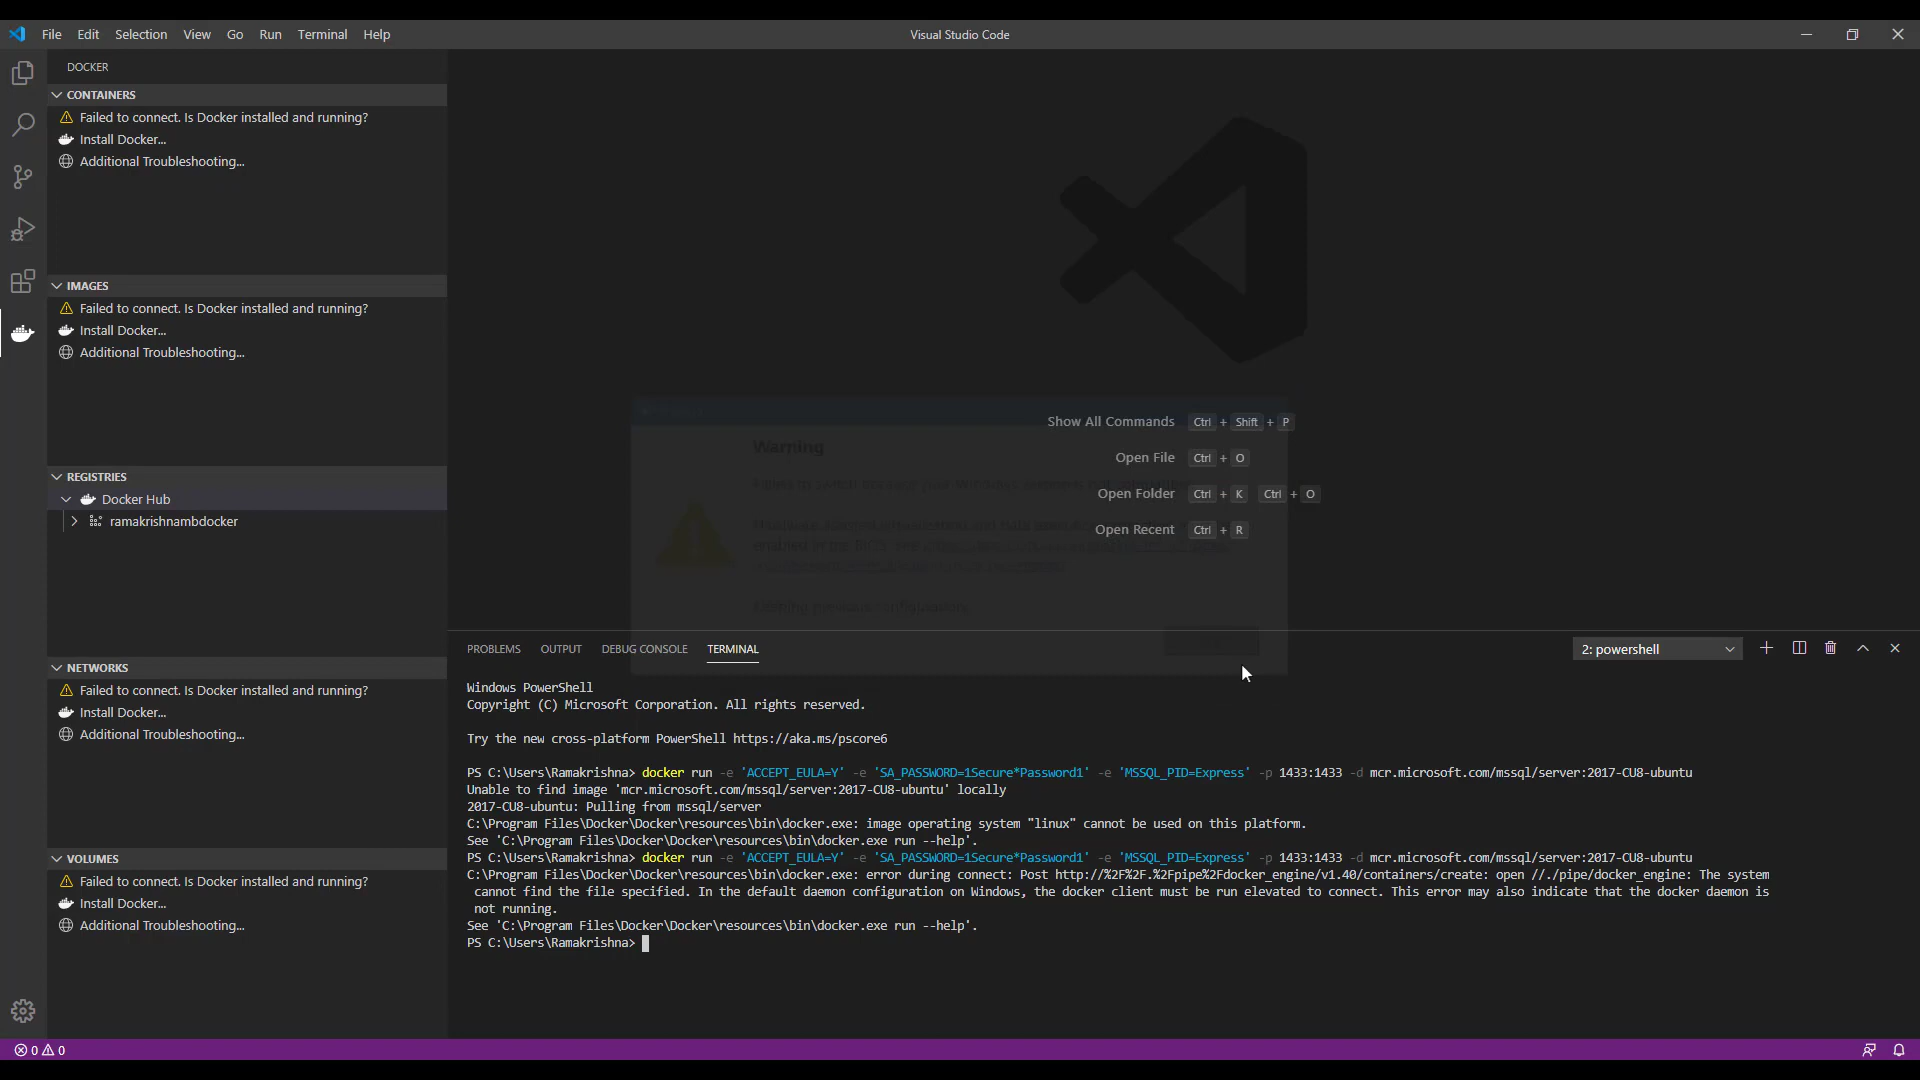 File Edit Selection View Go Run Terminal Help
Visual Studio Code
DOCKER
CONTAINERS
Failed to connect. Is Docker installed and running?
Install Docker...
Additional Troubleshooting...
IMAGES
Failed to connect. Is Docker installed and running?
Install Docker...
Additional Troubleshooting...
REGISTRIES
Docker Hub
ramakrishnambdocker
NETWORKS
Failed to connect. Is Docker installed and running?
Install Docker...
Additional Troubleshooting...
VOLUMES
Failed to connect. Is Docker installed and running?
Install Docker...
Additional Troubleshooting...
Show All Commands Ctrl + Shift + P
Warning
Open File Ctrl + O
Open Folder Ctrl + K Ctrl + O
Open Recent Ctrl + R
PROBLEMS OUTPUT DEBUG CONSOLE TERMINAL
2: powershell
Windows PowerShell
Copyright (C) Microsoft Corporation. All rights reserved.
Try the new cross-platform PowerShell https://aka.ms/pscore6
PS C:\Users\Ramakrishna> docker run -e 'ACCEPT_EULA=Y' -e 'SA_PASSWORD=1Secure*Password1' -e 'MSSQL_PID=Express' -p 1433:1433 -d mcr.microsoft.com/mssql/server:2017-CU8-ubuntu
Unable to find image 'mcr.microsoft.com/mssql/server:2017-CU8-ubuntu' locally
2017-CU8-ubuntu: Pulling from mssql/server
C:\Program Files\Docker\Docker\resources\bin\docker.exe: image operating system "linux" cannot be used on this platform.
See 'C:\Program Files\Docker\Docker\resources\bin\docker.exe run --help'.
PS C:\Users\Ramakrishna> docker run -e 'ACCEPT_EULA=Y' -e 'SA_PASSWORD=1Secure*Password1' -e 'MSSQL_PID=Express' -p 1433:1433 -d mcr.microsoft.com/mssql/server:2017-CU8-ubuntu
C:\Program Files\Docker\Docker\resources\bin\docker.exe: error during connect: Post http://%2F%2F.%2Fpipe%2Fdocker_engine/v1.40/containers/create: open //./pipe/docker_engine: The system
cannot find the file specified. In the default daemon configuration on Windows, the docker client must be run elevated to connect. This error may also indicate that the docker daemon is
not running.
See 'C:\Program Files\Docker\Docker\resources\bin\docker.exe run --help'.
PS C:\Users\Ramakrishna>
0 0